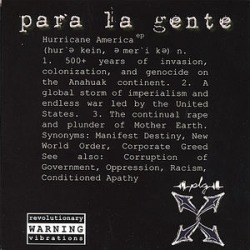 para la gente
Hurricane America ep
(hur´ə kein, ə mer´i kə) n.
1. 500+ years of invasion,
colonization, and genocide on
the Anahuak continent. 2. A
global storm of imperialism and
endless war led by the United
States. 3. The continual rape
and plunder of Mother Earth.
Synonyms: Manifest Destiny, New
World Order, Corporate Greed
See also: Corruption of
Government, Oppression, Racism,
Conditioned Apathy
plg
revolutionary
WARNING
vibrations